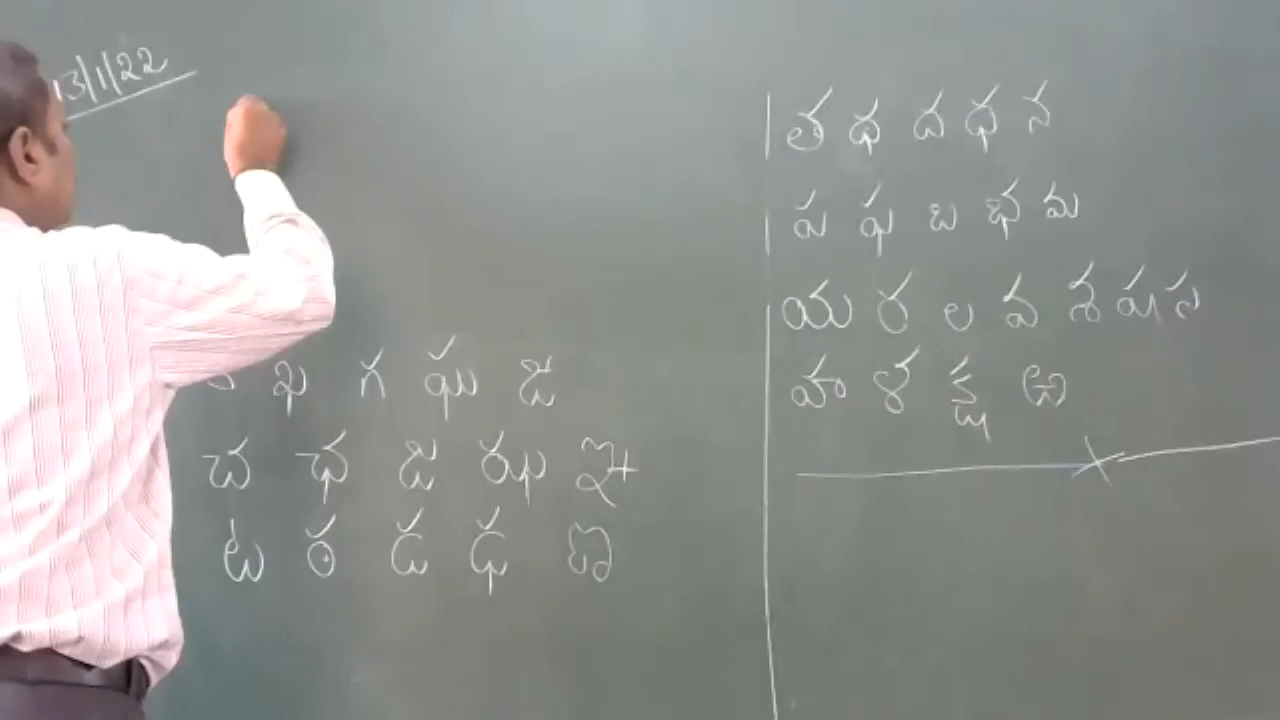 13/1/22
ఖ గ ఘ జ
చ ఛ జ ఝ ఞ
ట ఠ డ ఢ ణ
త థ ద ధ న
ప ఫ బ భ మ
య ర ల వ శ ష స
హ ళ క్ష ఱ